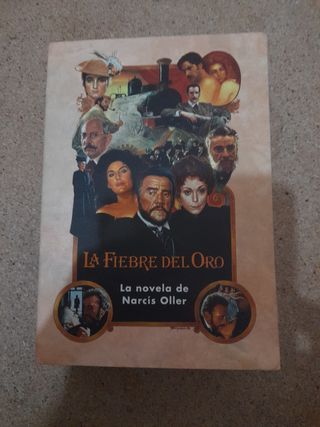 LA FIEBRE DEL ORO
La novela de
Narcís Oller